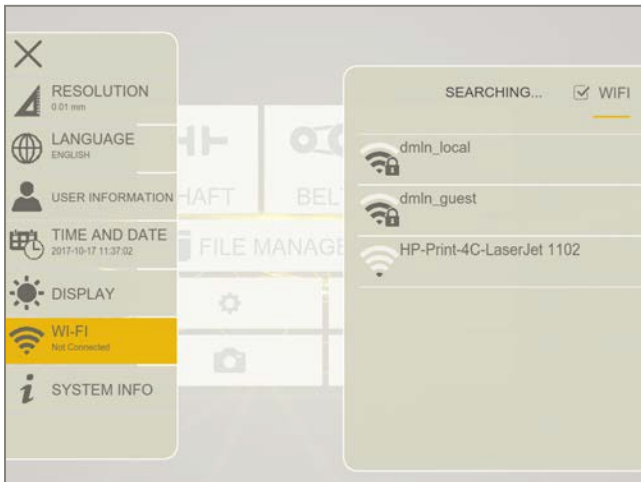 RESOLUTION
0.01 mm
LANGUAGE
ENGLISH
USER INFORMATION
TIME AND DATE
2017-10-17 11:37:02
DISPLAY
WI-FI
Not Connected
SYSTEM INFO
HAFT
BEL
FILE MANAGE
SEARCHING...
WIFI
dmln_local
dmln_guest
HP-Print-4C-LaserJet 1102